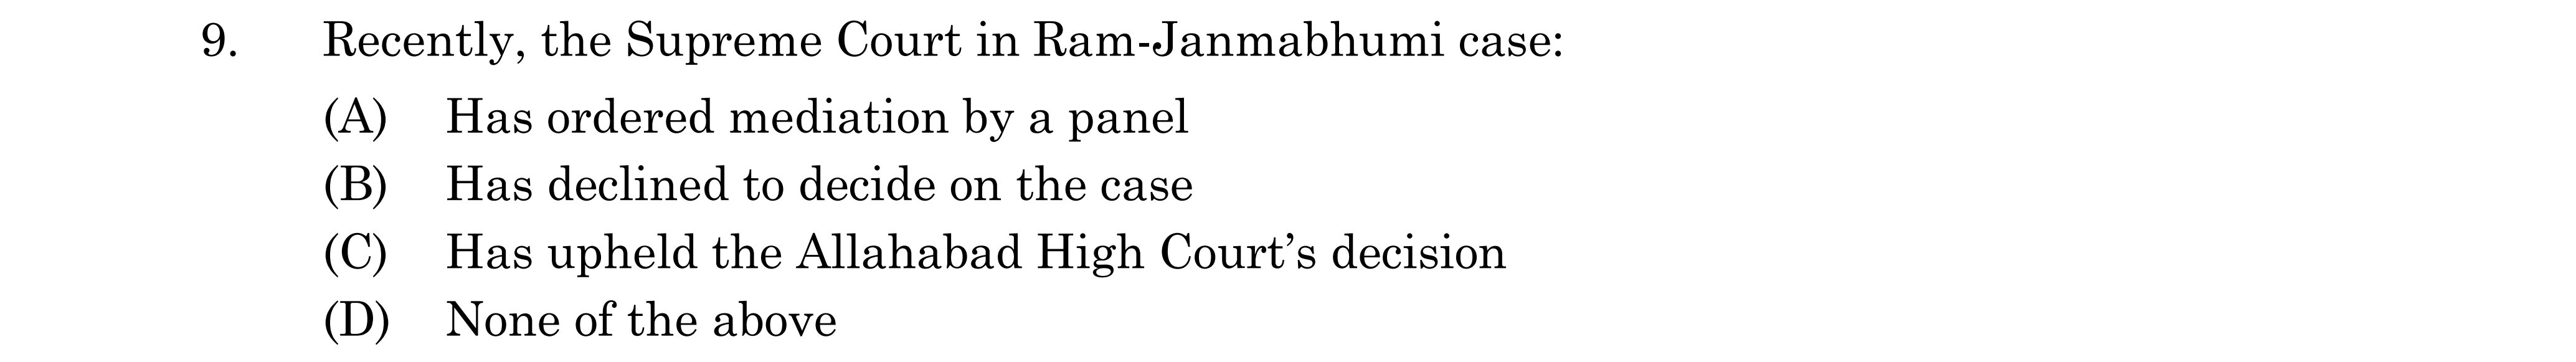 9. Recently, the Supreme Court in Ram-Janmabhumi case:
(A) Has ordered mediation by a panel
(B) Has declined to decide on the case
(C) Has upheld the Allahabad High Court’s decision
(D) None of the above